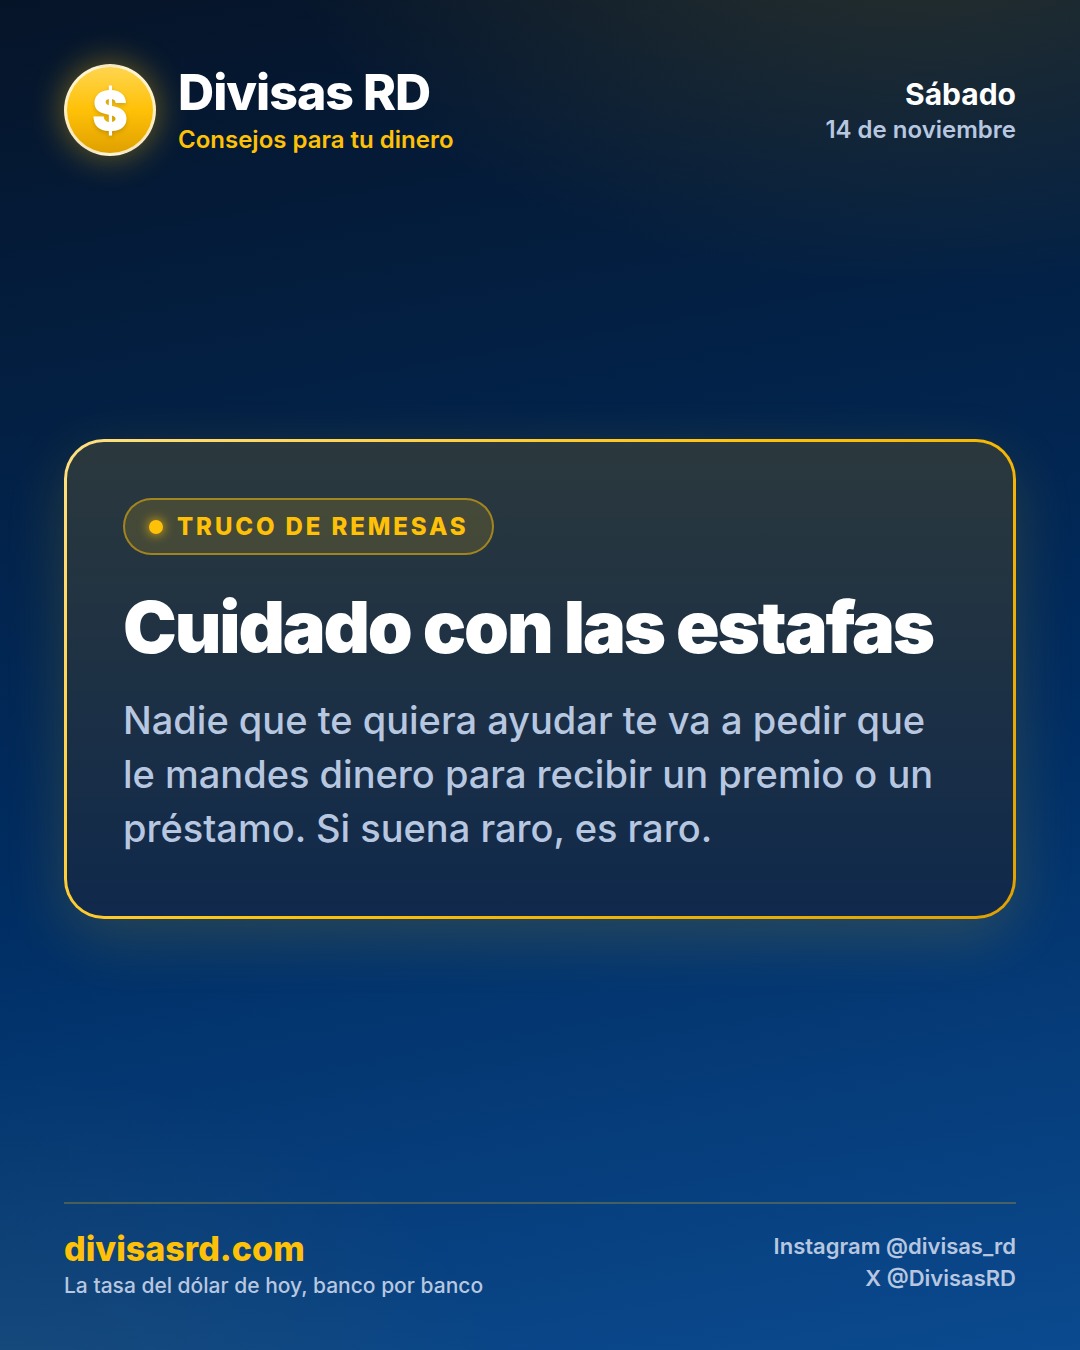 $
Divisas RD
Consejos para tu dinero
Sábado
14 de noviembre
TRUCO DE REMESAS
Cuidado con las estafas
Nadie que te quiera ayudar te va a pedir que
le mandes dinero para recibir un premio o un
préstamo. Si suena raro, es raro.
divisasrd.com
La tasa del dólar de hoy, banco por banco
Instagram @divisas_rd
X @DivisasRD